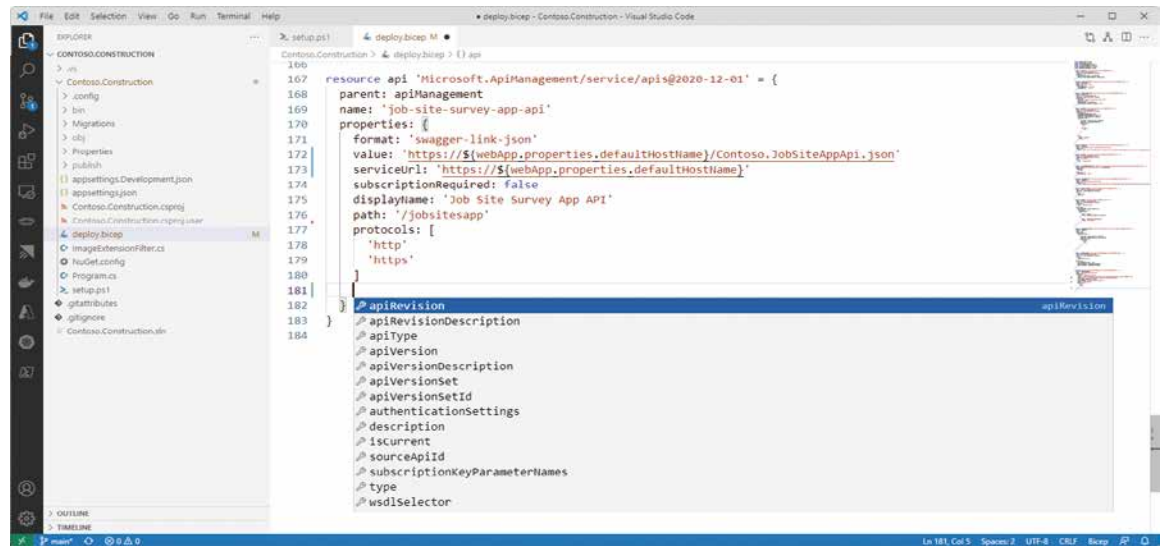 File Edit Selection View Go Run Terminal Help
● deploy.bicep - Contoso.Construction - Visual Studio Code
EXPLORER ···
setup.ps1
deploy.bicep M ●
CONTOSO.CONSTRUCTION
Contoso.Construction > deploy.bicep > {} api
.vs
Contoso.Construction
.config
bin
Migrations
obj
Properties
publish
{} appsettings.Development.json
{} appsettings.json
Contoso.Construction.csproj
Contoso.Construction.csproj.user
deploy.bicep M
C# ImageExtensionFilter.cs
NuGet.config
C# Program.cs
setup.ps1
.gitattributes
.gitignore
Contoso.Construction.sln
OUTLINE
TIMELINE
166
167 resource api 'Microsoft.ApiManagement/service/apis@2020-12-01' = {
168 parent: apiManagement
169 name: 'job-site-survey-app-api'
170 properties: {
171 format: 'swagger-link-json'
172 value: 'https://${webApp.properties.defaultHostName}/Contoso.JobSiteAppApi.json'
173 serviceUrl: 'https://${webApp.properties.defaultHostName}'
174 subscriptionRequired: false
175 displayName: 'Job Site Survey App API'
176 path: '/jobsitesapp'
177 protocols: [
178 'http'
179 'https'
180 ]
181
182 }
183 }
184
apiRevision apiRevision
apiRevisionDescription
apiType
apiVersion
apiVersionDescription
apiVersionSet
apiVersionSetId
authenticationSettings
description
isCurrent
sourceApiId
subscriptionKeyParameterNames
type
wsdlSelector
main* 0 0
Ln 181, Col 5 Spaces: 2 UTF-8 CRLF Bicep